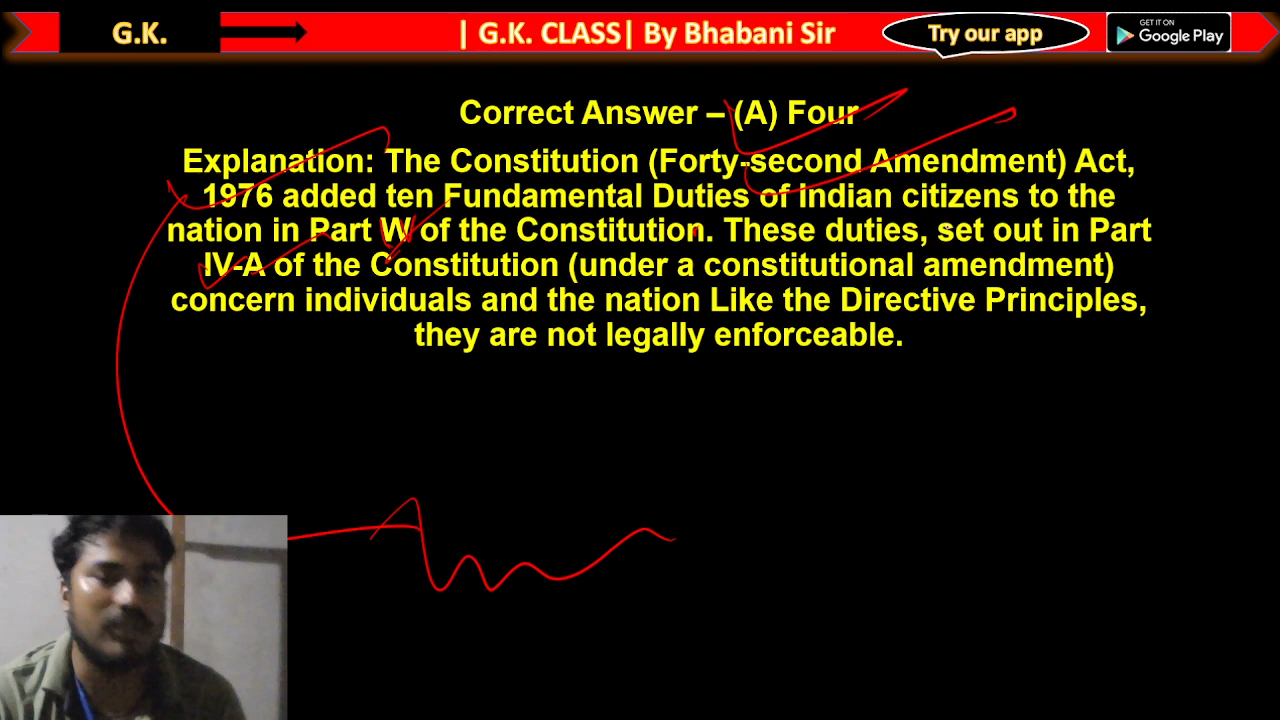 G.K.
| G.K. CLASS| By Bhabani Sir
Try our app
GET IT ON
Google Play
Correct Answer – (A) Four
Explanation: The Constitution (Forty-second Amendment) Act,
1976 added ten Fundamental Duties of Indian citizens to the
nation in Part W of the Constitution. These duties, set out in Part
IV-A of the Constitution (under a constitutional amendment)
concern individuals and the nation Like the Directive Principles,
they are not legally enforceable.